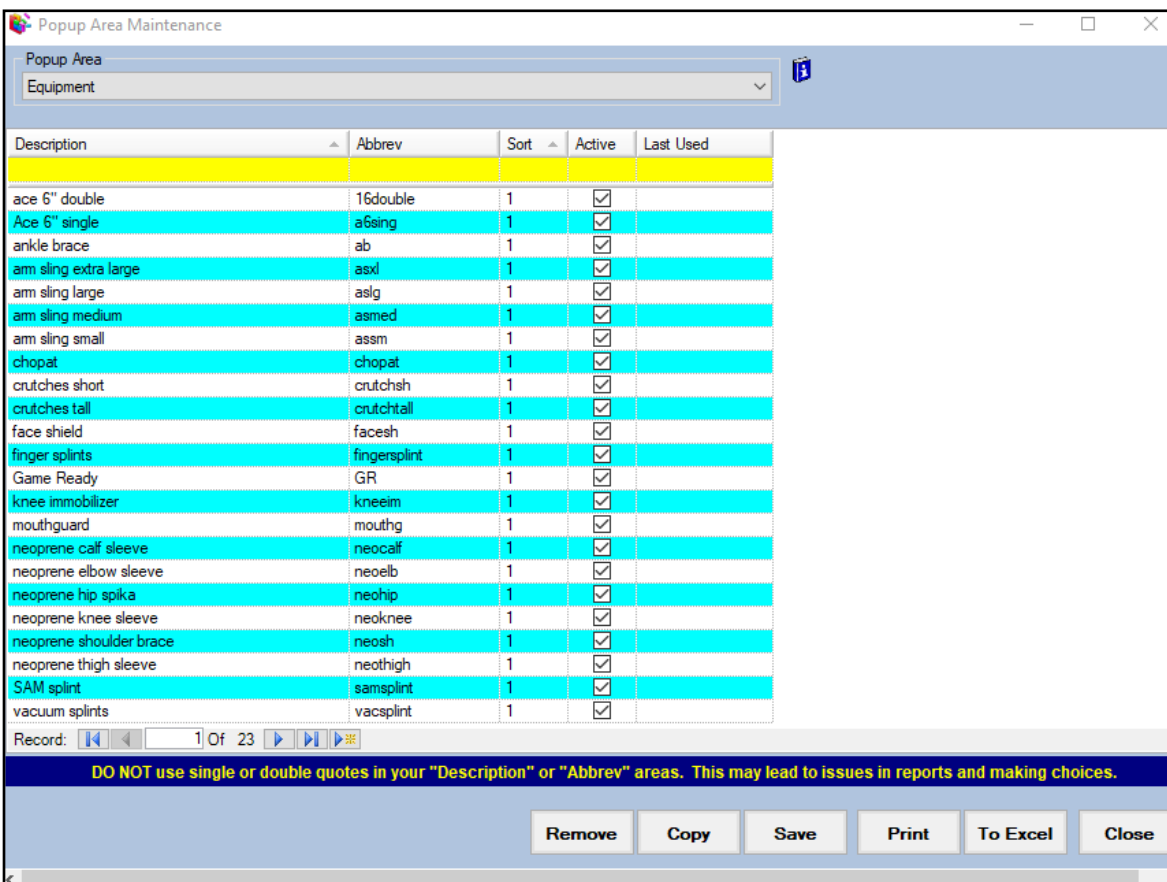 Popup Area Maintenance
Popup Area
Equipment
Description Abbrev Sort Active Last Used
ace 6" double 16double 1
Ace 6" single a6sing 1
ankle brace ab 1
arm sling extra large asxl 1
arm sling large aslg 1
arm sling medium asmed 1
arm sling small assm 1
chopat chopat 1
crutches short crutchsh 1
crutches tall crutchtall 1
face shield facesh 1
finger splints fingersplint 1
Game Ready GR 1
knee immobilizer kneeim 1
mouthguard mouthg 1
neoprene calf sleeve neocalf 1
neoprene elbow sleeve neoelb 1
neoprene hip spika neohip 1
neoprene knee sleeve neoknee 1
neoprene shoulder brace neosh 1
neoprene thigh sleeve neothigh 1
SAM splint samsplint 1
vacuum splints vacsplint 1
Record: 1 Of 23
DO NOT use single or double quotes in your "Description" or "Abbrev" areas. This may lead to issues in reports and making choices.
Remove Copy Save Print To Excel Close